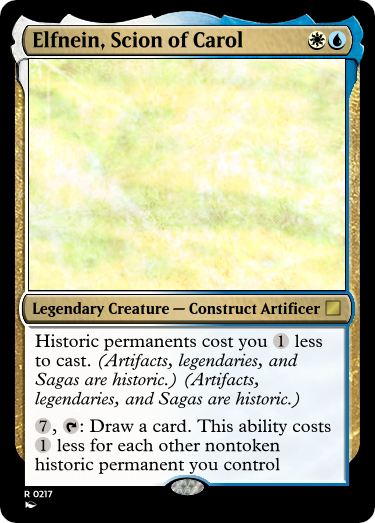 Elfnein, Scion of Carol
Legendary Creature — Construct Artificer
Historic permanents cost you 1 less
to cast. (Artifacts, legendaries, and
Sagas are historic.) (Artifacts,
legendaries, and Sagas are historic.)
7, : Draw a card. This ability costs
1 less for each other nontoken
historic permanent you control
R 0217